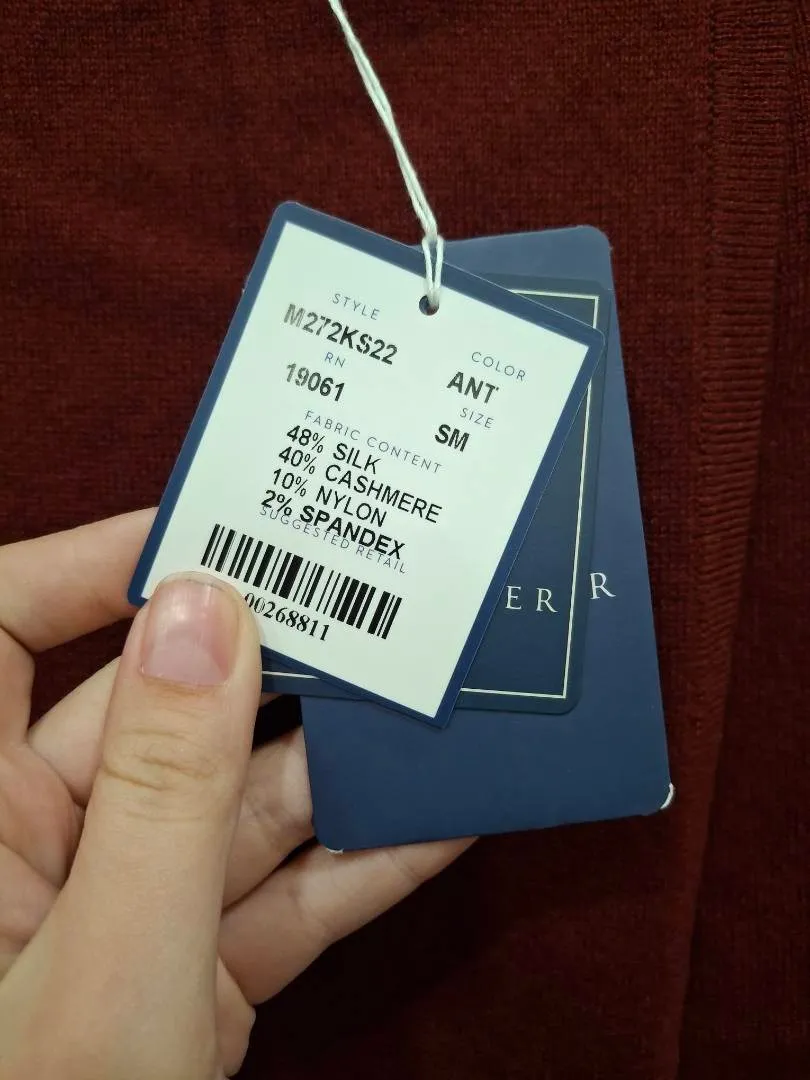 STYLE
M272KS22
RN
19061
COLOR
ANT
SIZE
SM
FABRIC CONTENT
48% SILK
40% CASHMERE
10% NYLON
2% SPANDEX
SUGGESTED RETAIL
00268811
ER
R